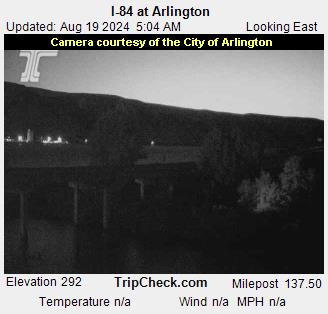 I-84 at Arlington
Updated: Aug 19 2024 5:04 AM Looking East
Camera courtesy of the City of Arlington
Elevation 292 TripCheck.com Milepost 137.50
Temperature n/a Wind n/a MPH n/a